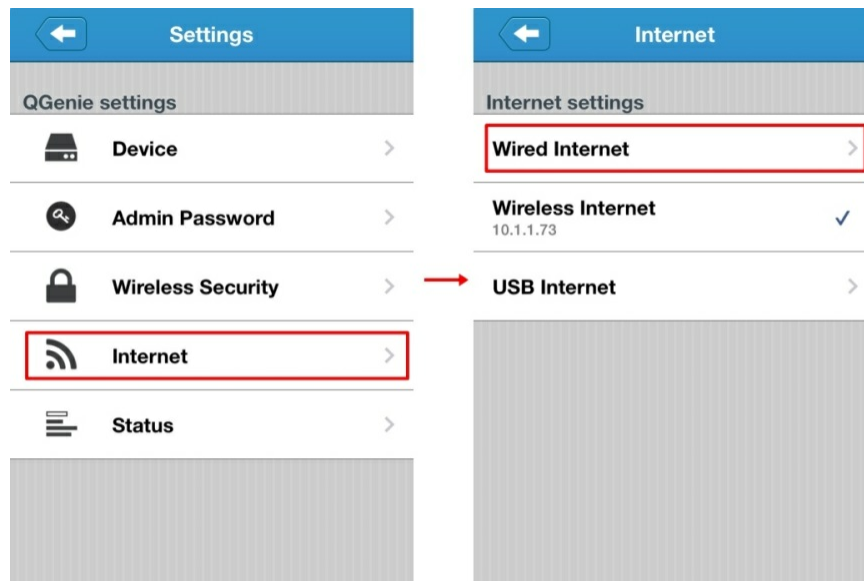 Settings
QGenie settings
Device
Admin Password
Wireless Security
Internet
Status
Internet
Internet settings
Wired Internet
Wireless Internet
10.1.1.73
USB Internet